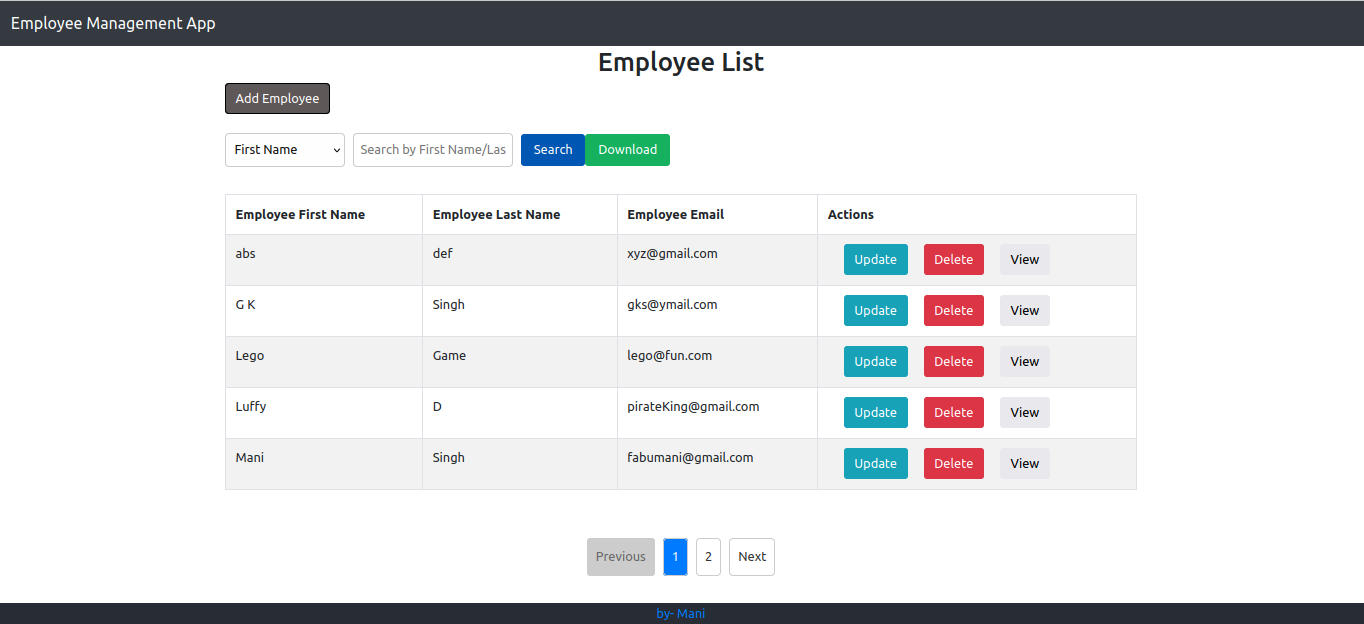 Employee Management App
Employee List
Add Employee
First Name Search by First Name/Las Search Download
Employee First Name Employee Last Name Employee Email Actions
abs def xyz@gmail.com Update Delete View
G K Singh gks@ymail.com Update Delete View
Lego Game lego@fun.com Update Delete View
Luffy D pirateKing@gmail.com Update Delete View
Mani Singh fabumani@gmail.com Update Delete View
Previous 1 2 Next
by- Mani